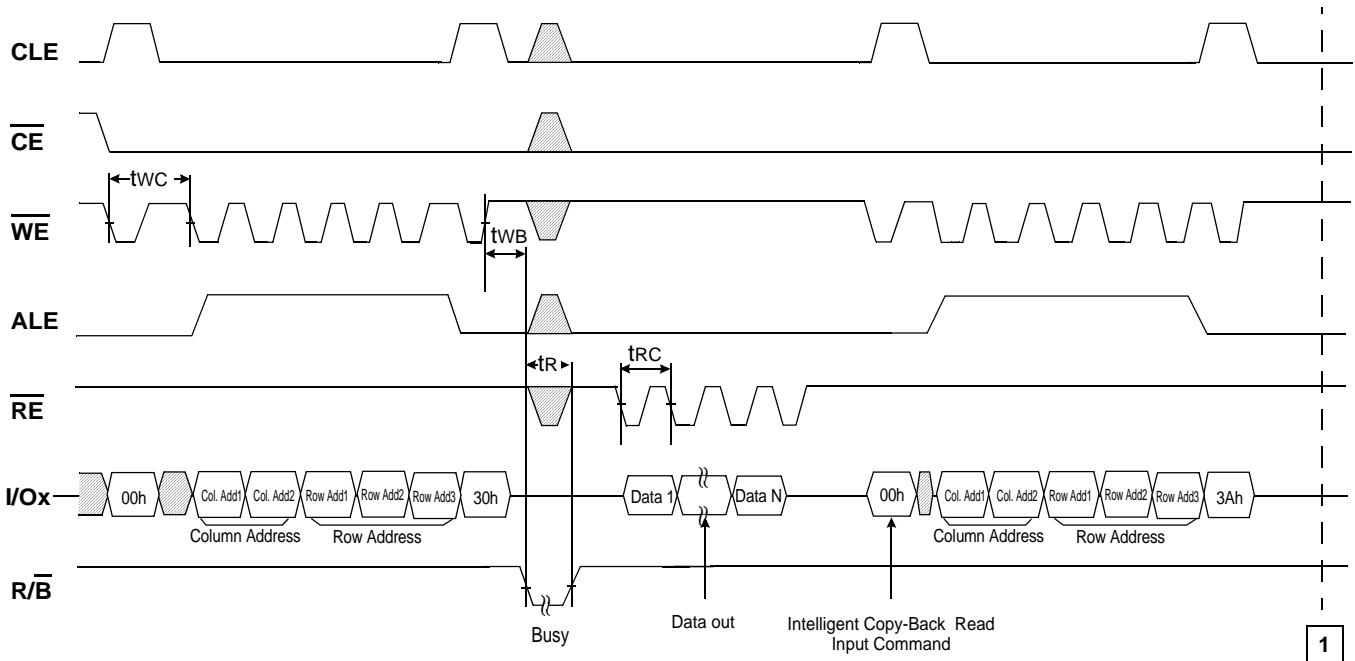 CLE
CE
tWC
WE
tWB
ALE
tR
tRC
RE
I/Ox
00h Col. Add1 Col. Add2 Row Add1 Row Add2 Row Add3 30h Data 1 Data N 00h Col. Add1 Col. Add2 Row Add1 Row Add2 Row Add3 3Ah
Column Address Row Address Column Address Row Address
R/B
Busy
Data out
Intelligent Copy-Back Read
Input Command
1